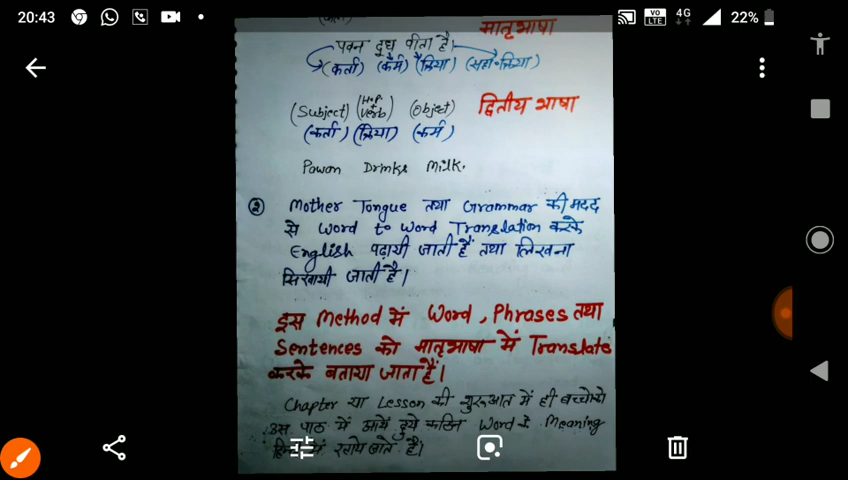 20:43
VO LTE 4G 22%
मातृभाषा
पवन दूध पीता है।
(कर्ता) (कर्म) (क्रिया) (सहा॰क्रिया)
(Subject) (H.P. + Verb) (Object) द्वितीय भाषा
(कर्ता) (क्रिया) (कर्म)
Pawan Drinks Milk.
② Mother Tongue तथा Grammar की मदद
से Word to Word Translation करके
English पढ़ायी जाती हैं तथा लिखना
सिखायी जाती है।
इस Method में Word, Phrases तथा
Sentences को मातृभाषा में Translate
करके बताया जाता हैं।
Chapter या Lesson की शुरूआत में ही बच्चोको
उस पाठ में आयें हुये कठिन Word's Meaning
में बताये जाते हैं।